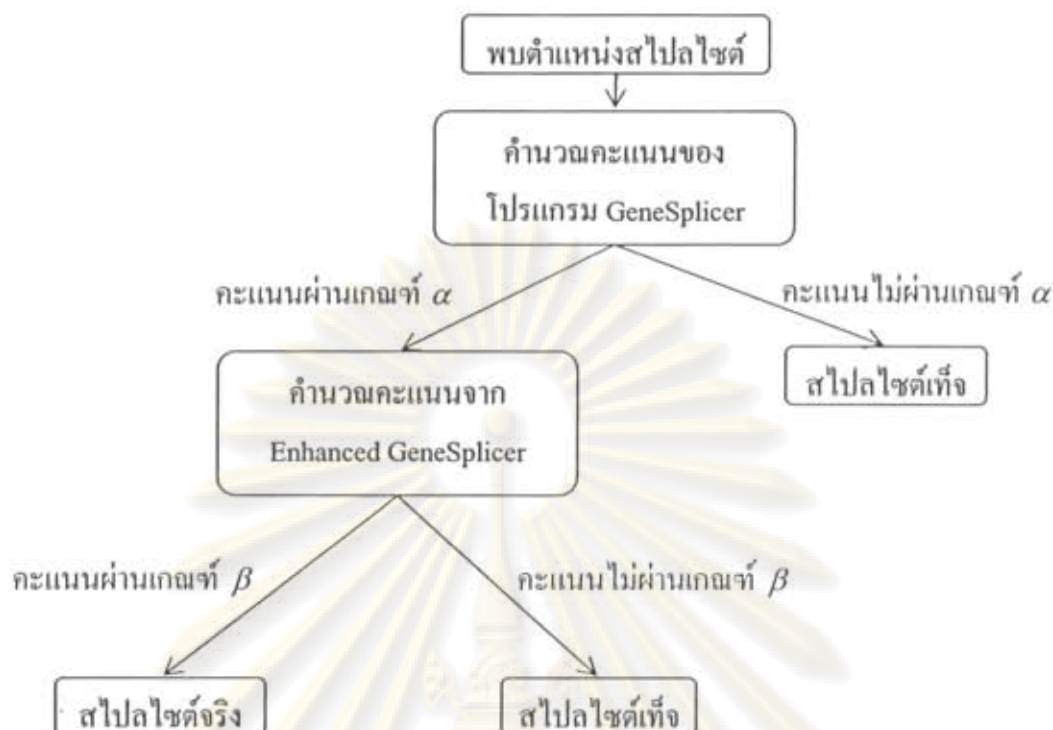 พบตำแหน่งสไปลไซต์
คำนวณคะแนนของ
โปรแกรม GeneSplicer
คะแนนผ่านเกณฑ์ α
คะแนนไม่ผ่านเกณฑ์ α
คำนวณคะแนนจาก
Enhanced GeneSplicer
สไปลไซต์เท็จ
คะแนนผ่านเกณฑ์ β
คะแนนไม่ผ่านเกณฑ์ β
สไปลไซต์จริง
สไปลไซต์เท็จ